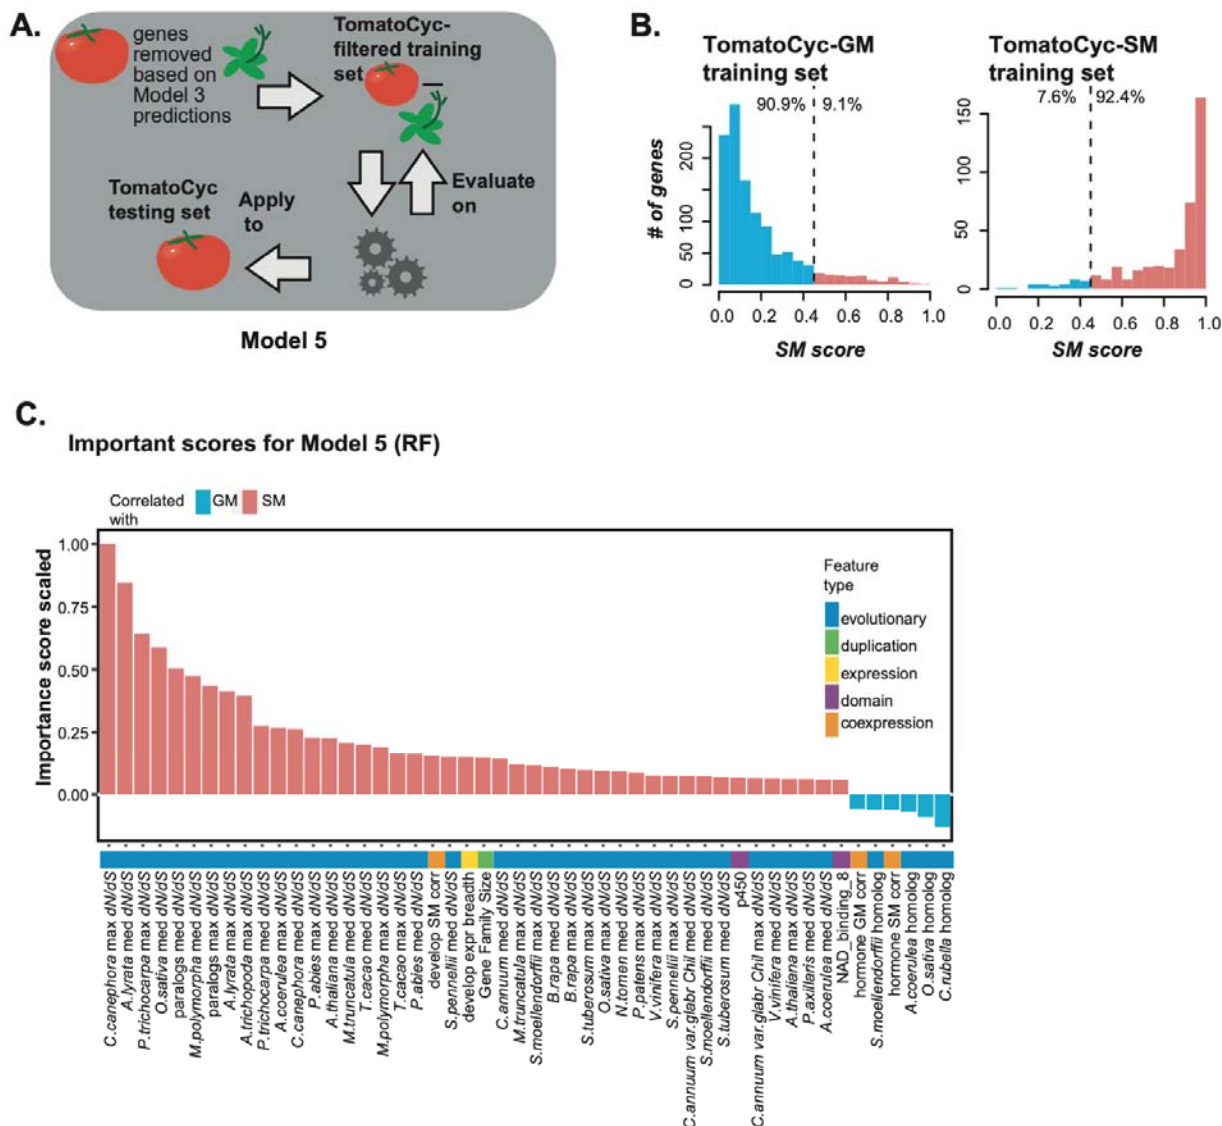 A.
genes
removed
based on
Model 3
predictions
TomatoCyc-
filtered training
set
Evaluate
on
TomatoCyc
testing set
Apply
to
Model 5
B.
TomatoCyc-GM
training set
90.9% 9.1%
# of genes
0 50 100 200
0.0 0.2 0.4 0.6 0.8 1.0
SM score
TomatoCyc-SM
training set
7.6% 92.4%
0 50 100 150
0.0 0.2 0.4 0.6 0.8 1.0
SM score
C.
Important scores for Model 5 (RF)
Correlated
with
GM
SM
Importance score scaled
1.00
0.75
0.50
0.25
0.00
Feature
type
evolutionary
duplication
expression
domain
coexpression
C.canephora max dN/dS
A.lyrata med dN/dS
P.trichocarpa max dN/dS
O.sativa med dN/dS
paralogs med dN/dS
M.polymorpha med dN/dS
paralogs max dN/dS
A.lyrata max dN/dS
A.trichopoda max dN/dS
P.trichocarpa med dN/dS
A.coerulea max dN/dS
C.canephora med dN/dS
P.abies max dN/dS
A.thaliana med dN/dS
M.truncatula med dN/dS
T.cacao med dN/dS
M.polymorpha max dN/dS
T.cacao max dN/dS
P.abies med dN/dS
develop SM corr
S.pennellii med dN/dS
develop expr breadth
Gene Family Size
C.annuum med dN/dS
M.truncatula max dN/dS
S.moellendorffii max dN/dS
B.rapa med dN/dS
B.rapa max dN/dS
S.tuberosum max dN/dS
O.sativa max dN/dS
N.tomen med dN/dS
P.patens max dN/dS
V.vinifera max dN/dS
S.pennellii max dN/dS
C.annuum var.glabr Chil med dN/dS
S.moellendorffii med dN/dS
S.tuberosum med dN/dS
p450
C.annuum var.glabr Chil max dN/dS
V.vinifera med dN/dS
A.thaliana max dN/dS
P.axillaris med dN/dS
A.coerulea med dN/dS
NAD_binding_8
hormone GM corr
S.moellendorffii homolog
hormone SM corr
A.coerulea homolog
O.sativa homolog
C.rubella homolog